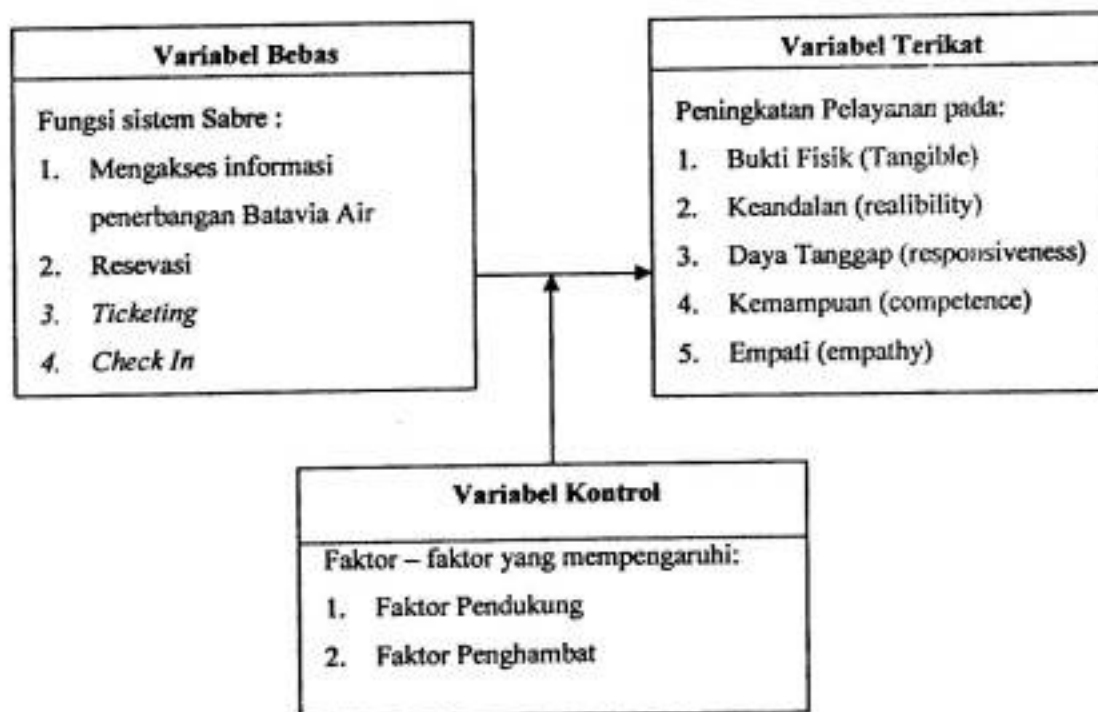 Variabel Bebas
Fungsi sistem Sabre :
1. Mengakses informasi
penerbangan Batavia Air
2. Resevasi
3. Ticketing
4. Check In
Variabel Terikat
Peningkatan Pelayanan pada:
1. Bukti Fisik (Tangible)
2. Keandalan (realibility)
3. Daya Tanggap (responsiveness)
4. Kemampuan (competence)
5. Empati (empathy)
Variabel Kontrol
Faktor – faktor yang mempengaruhi:
1. Faktor Pendukung
2. Faktor Penghambat